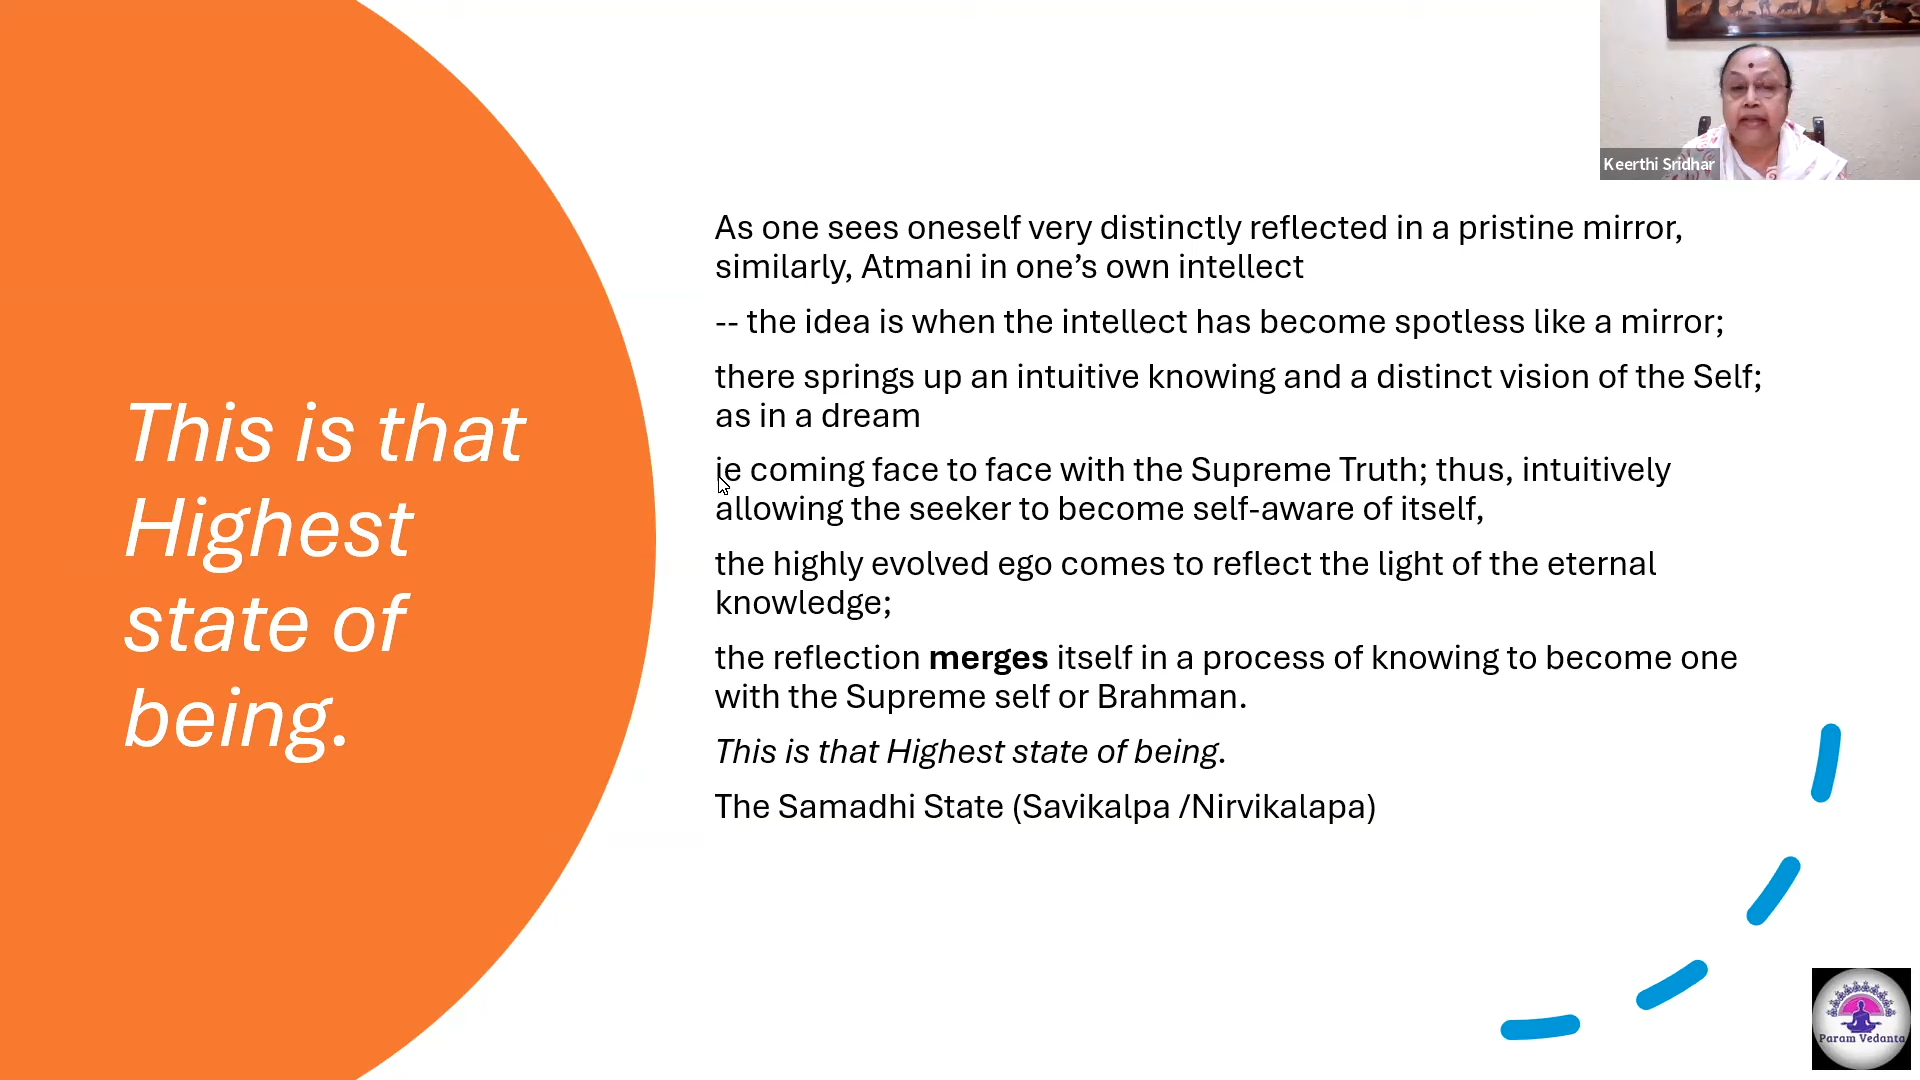 Keerthi Sridhar
This is that
Highest
state of
being.
As one sees oneself very distinctly reflected in a pristine mirror,
similarly, Atmani in one’s own intellect
-- the idea is when the intellect has become spotless like a mirror;
there springs up an intuitive knowing and a distinct vision of the Self;
as in a dream
ie coming face to face with the Supreme Truth; thus, intuitively
allowing the seeker to become self-aware of itself,
the highly evolved ego comes to reflect the light of the eternal
knowledge;
the reflection merges itself in a process of knowing to become one
with the Supreme self or Brahman.
This is that Highest state of being.
The Samadhi State (Savikalpa /Nirvikalapa)
Param Vedanta